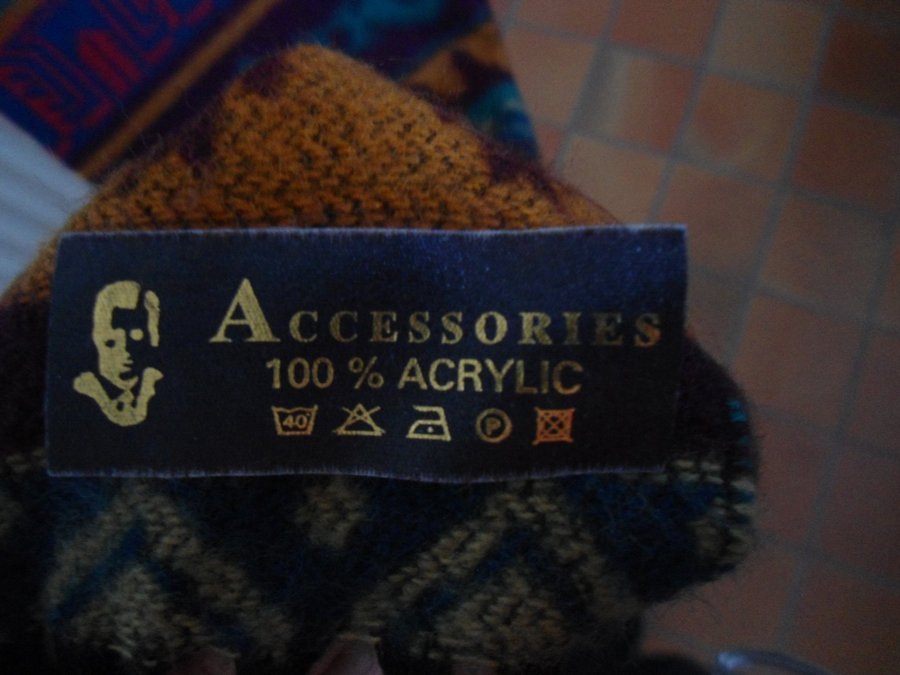 ACCESSORIES
100 % ACRYLIC
40 P